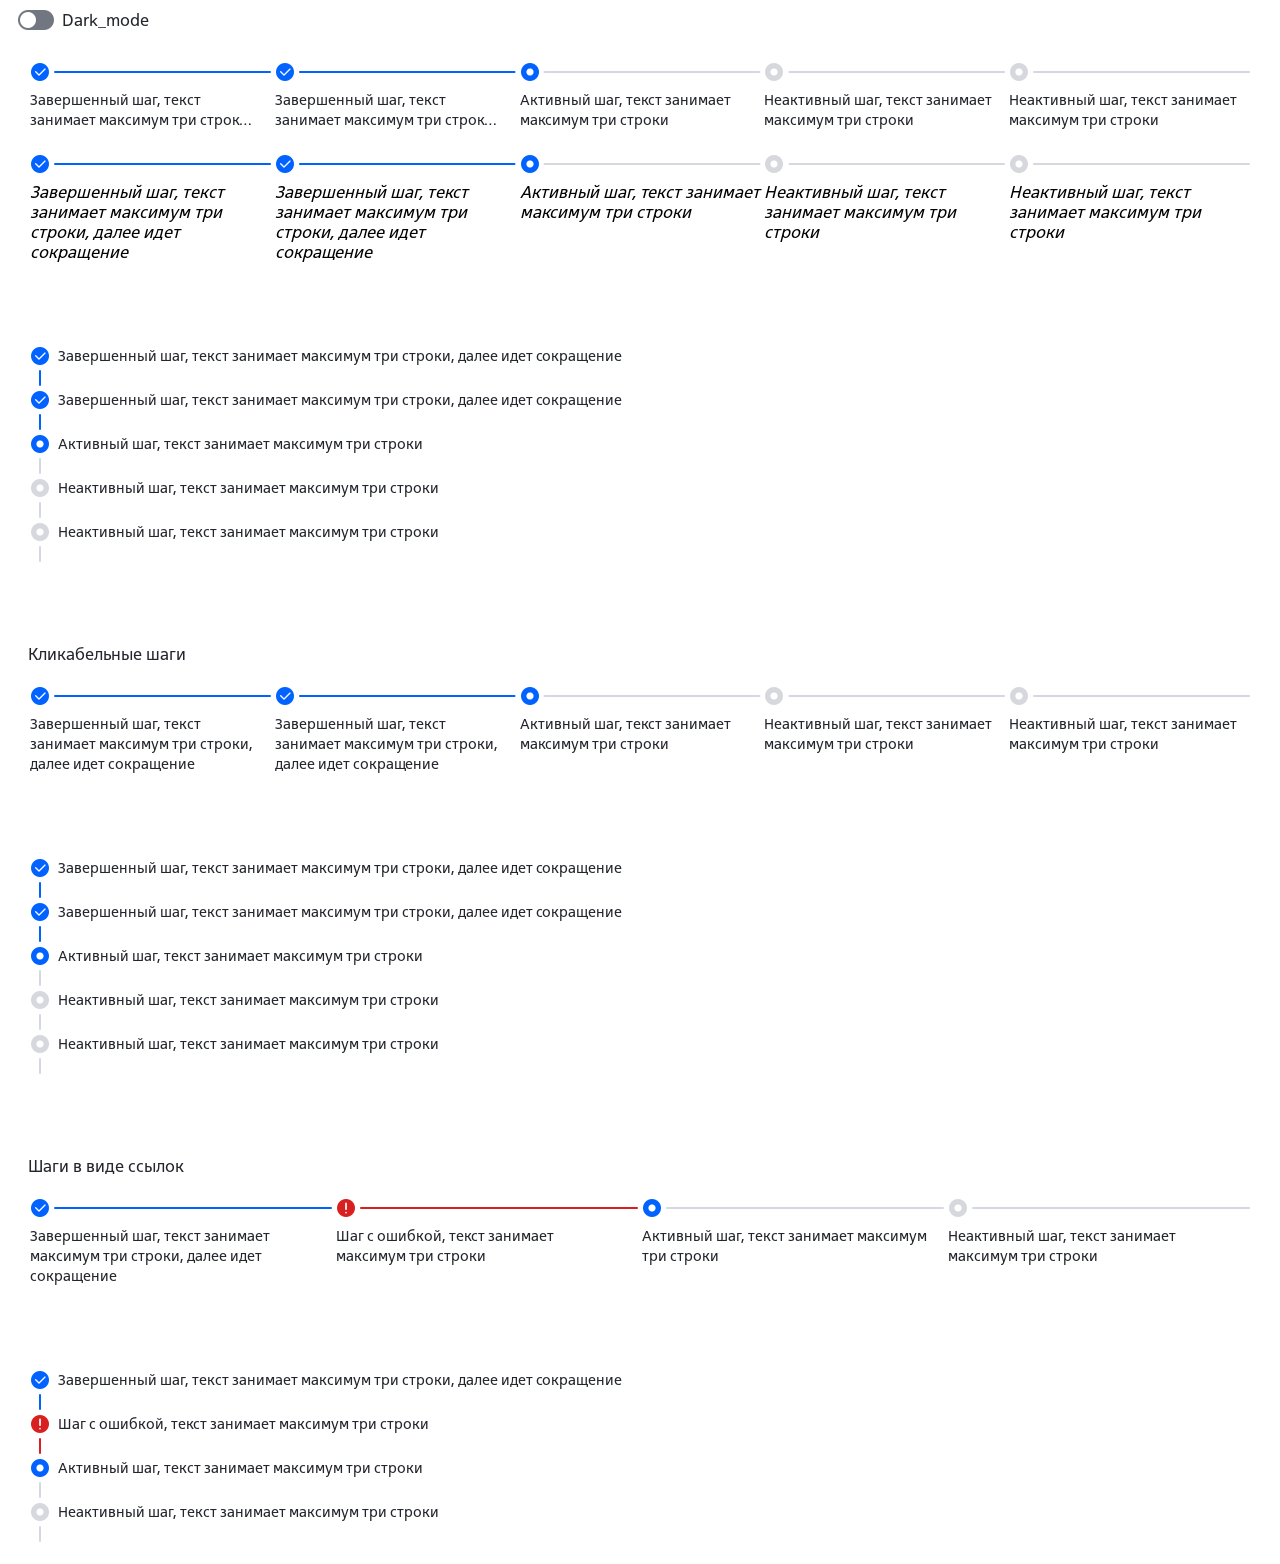 Dark_mode
Завершенный шаг, текст
занимает максимум три строк...
Завершенный шаг, текст
занимает максимум три строк...
Активный шаг, текст занимает
максимум три строки
Неактивный шаг, текст занимает
максимум три строки
Неактивный шаг, текст занимает
максимум три строки
Завершенный шаг, текст
занимает максимум три
строки, далее идет
сокращение
Завершенный шаг, текст
занимает максимум три
строки, далее идет
сокращение
Активный шаг, текст занимает
максимум три строки
Неактивный шаг, текст
занимает максимум три
строки
Неактивный шаг, текст
занимает максимум три
строки
Завершенный шаг, текст занимает максимум три строки, далее идет сокращение
Завершенный шаг, текст занимает максимум три строки, далее идет сокращение
Активный шаг, текст занимает максимум три строки
Неактивный шаг, текст занимает максимум три строки
Неактивный шаг, текст занимает максимум три строки
Кликабельные шаги
Завершенный шаг, текст
занимает максимум три строки,
далее идет сокращение
Завершенный шаг, текст
занимает максимум три строки,
далее идет сокращение
Активный шаг, текст занимает
максимум три строки
Неактивный шаг, текст занимает
максимум три строки
Неактивный шаг, текст занимает
максимум три строки
Завершенный шаг, текст занимает максимум три строки, далее идет сокращение
Завершенный шаг, текст занимает максимум три строки, далее идет сокращение
Активный шаг, текст занимает максимум три строки
Неактивный шаг, текст занимает максимум три строки
Неактивный шаг, текст занимает максимум три строки
Шаги в виде ссылок
Завершенный шаг, текст занимает
максимум три строки, далее идет
сокращение
Шаг с ошибкой, текст занимает
максимум три строки
Активный шаг, текст занимает максимум
три строки
Неактивный шаг, текст занимает
максимум три строки
Завершенный шаг, текст занимает максимум три строки, далее идет сокращение
Шаг с ошибкой, текст занимает максимум три строки
Активный шаг, текст занимает максимум три строки
Неактивный шаг, текст занимает максимум три строки